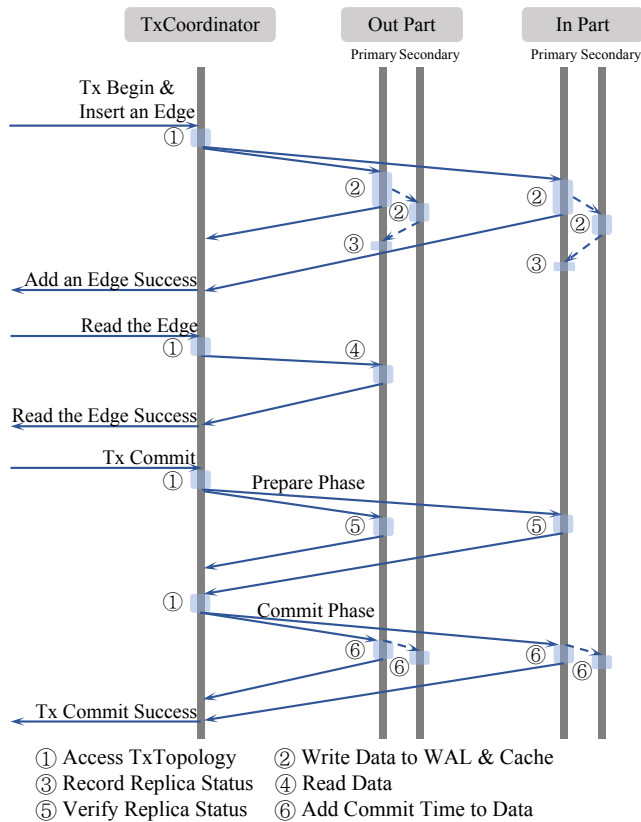 TxCoordinator Out Part In Part
Primary Secondary Primary Secondary
Tx Begin &
Insert an Edge
①
② ②
② ②
③ ③
Add an Edge Success
Read the Edge
① ④
Read the Edge Success
Tx Commit
① Prepare Phase
⑤ ⑤
① Commit Phase
⑥ ⑥ ⑥ ⑥
Tx Commit Success
① Access TxTopology ② Write Data to WAL & Cache
③ Record Replica Status ④ Read Data
⑤ Verify Replica Status ⑥ Add Commit Time to Data